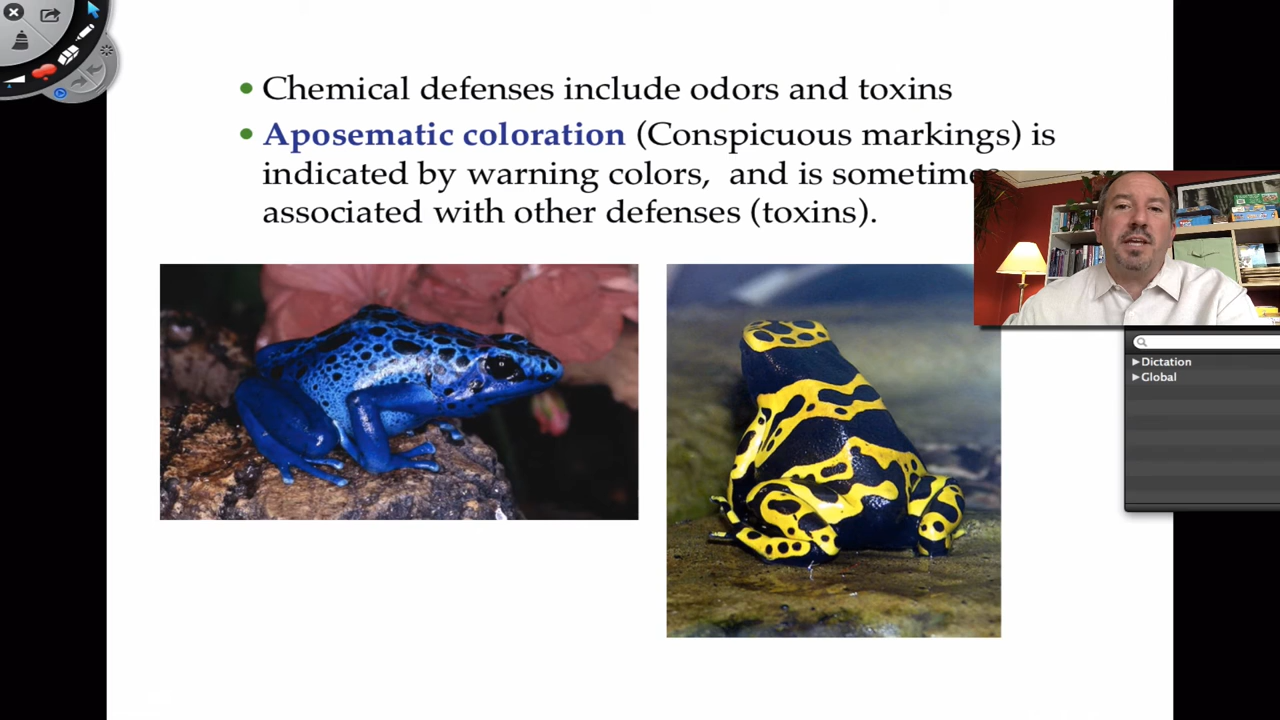 • Chemical defenses include odors and toxins
• Aposematic coloration (Conspicuous markings) is
indicated by warning colors, and is sometimes
associated with other defenses (toxins).
Dictation
Global